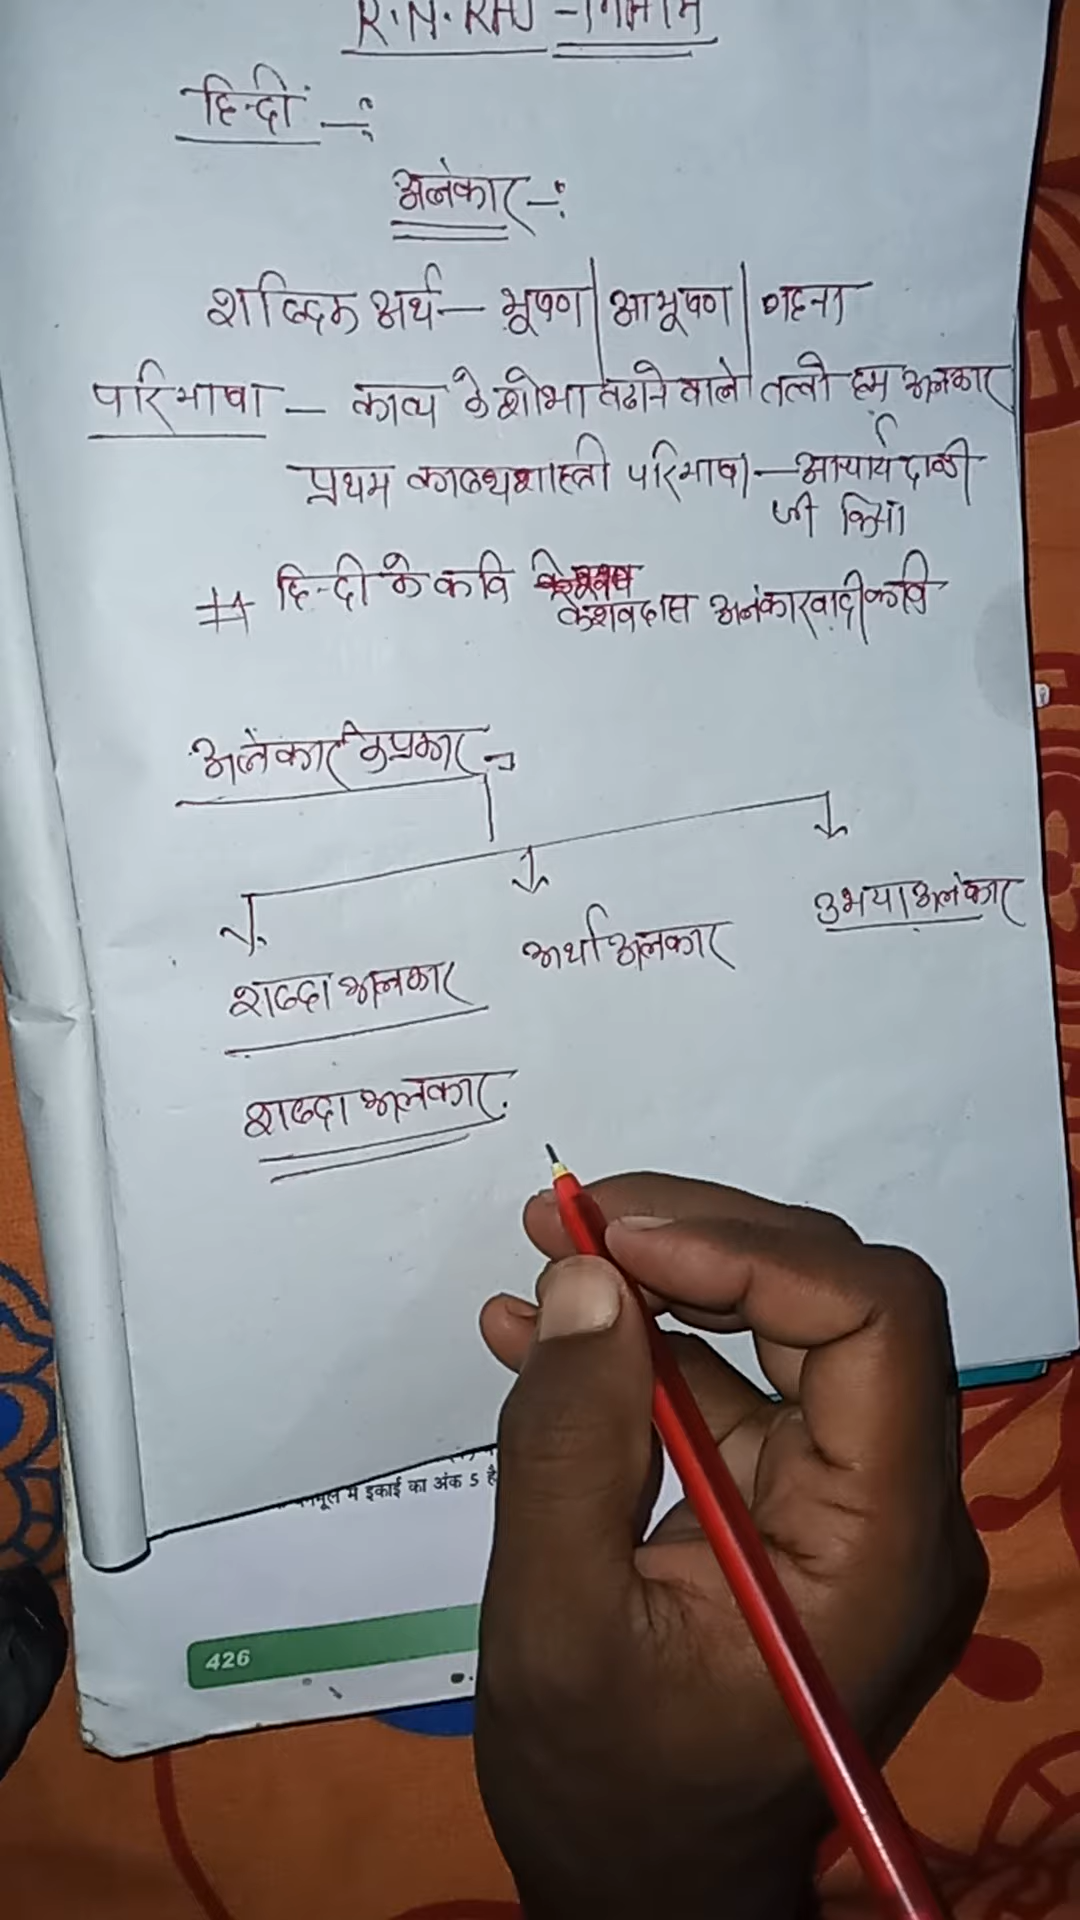 हिन्दी -:
अलंकार -:
शाब्दिक अर्थ - भूषण | आभूषण | गहना
परिभाषा - काव्य के शोभा बढाने वाले तत्वो हम अलंकार
प्रथम काव्यशास्त्री परिभाषा - आचार्य दण्डी
जी किया
# हिन्दी के कवि केशवदास अलंकारवादी कवि
अलंकार के प्रकार -
शब्दा अलंकार अर्था अलंकार उभया अलंकार
शब्दा अलंकार
मूल में इकाई का अंक 5 है
426